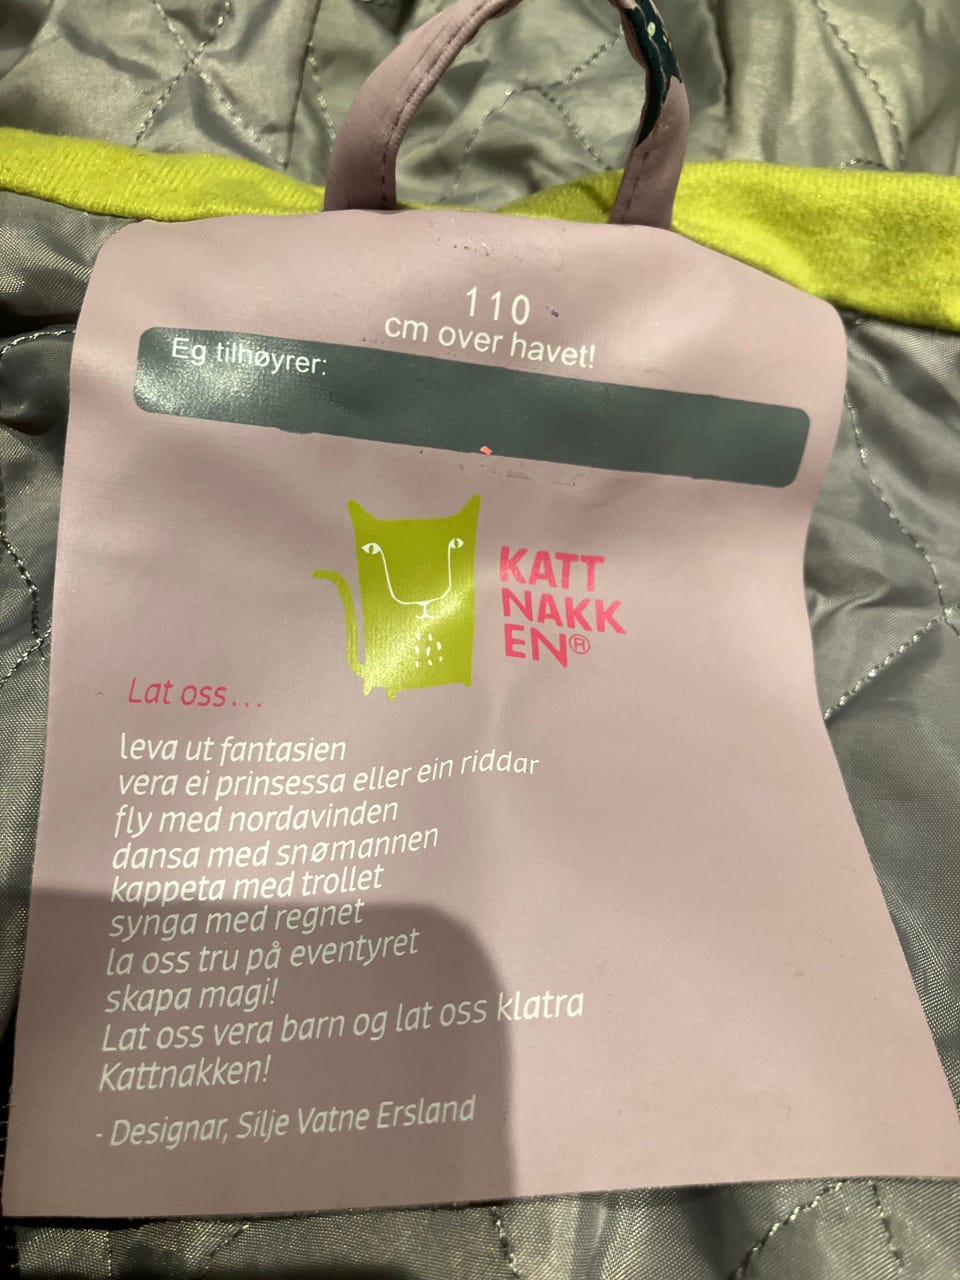 110
cm over havet!
Eg tilhøyrer:
KATT
NAKK
EN®
Lat oss...
leva ut fantasien
vera ei prinsessa eller ein riddar
fly med nordavinden
dansa med snømannen
kappeta med trollet
synga med regnet
la oss tru på eventyret
skapa magi!
Lat oss vera barn og lat oss klatra
Kattnakken!
- Designar, Silje Vatne Ersland